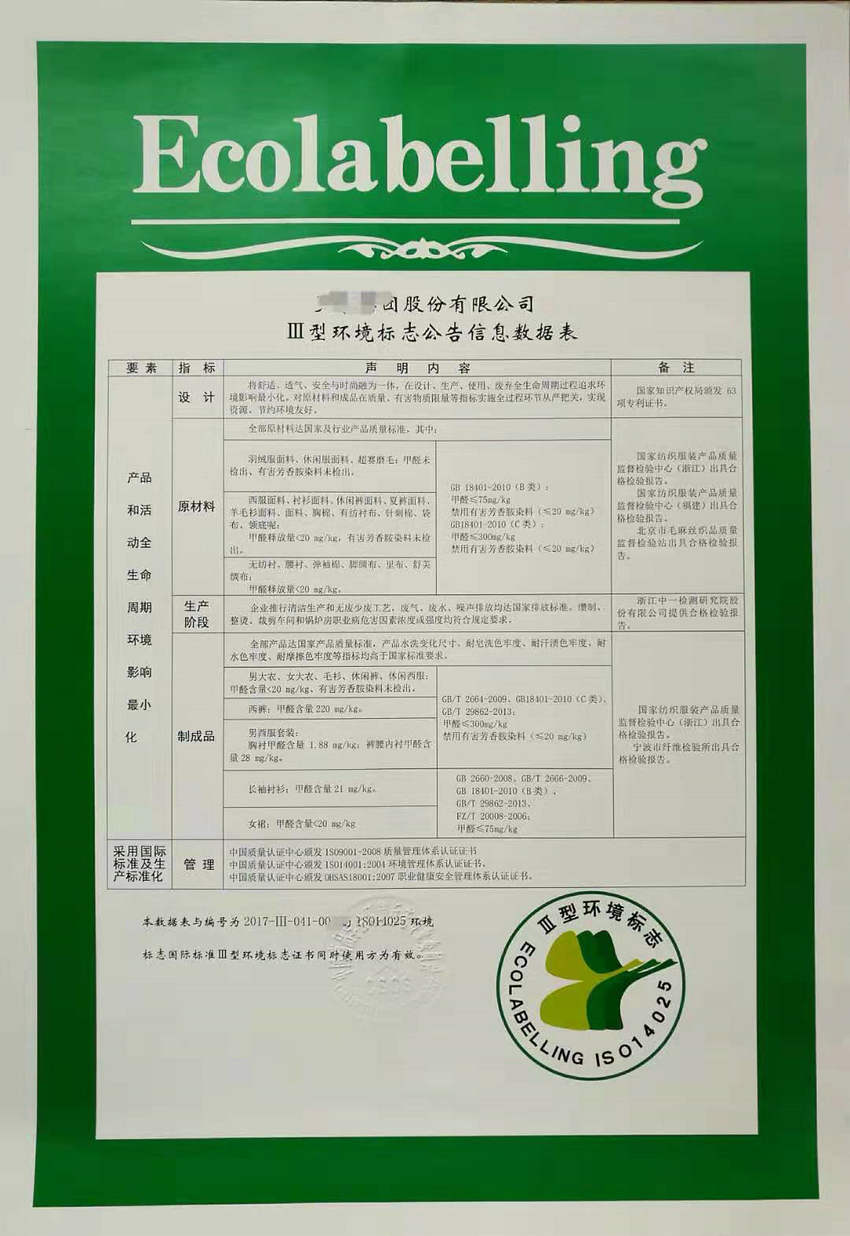 Ecolabelling
团股份有限公司
Ⅲ型环境标志公告信息数据表
要素 指标 声明内容 备注
产品
和活
动全
生命
周期
环境
影响
最小
化
设计
将舒适、透气、安全与时尚融为一体，在设计、生产、使用、废弃全生命周期过程追求环
境影响最小化，对原材料和成品在质量、有害物质限量等指标实施全过程环节从严把关，实现
资源、节约环境友好。
国家知识产权局颁发 63
项专利证书。
原材料
全部原材料达国家及行业产品质量标准，其中：
羽绒服面料、休闲服面料、超赛磨毛：甲醛未
检出、有害芳香胺染料未检出。
西服面料、衬衫面料、休闲裤面料、夏裤面料、
羊毛衫面料、面料、胸棉、有纺衬布、针刺棉、袋
布、领底呢：
甲醛释放量<20 mg/kg，有害芳香胺染料未检
出。
无纺衬、腰衬、弹袖棉、脚绸布、里布、舒美
绸布：
甲醛释放量<20 mg/kg。
GB 18401-2010（B 类）：
甲醛≤75mg/kg
禁用有害芳香胺染料（≤20 mg/kg）
GB18401-2010（C 类）：
甲醛≤300mg/kg
禁用有害芳香胺染料（≤20 mg/kg）
国家纺织服装产品质量
监督检验中心（浙江）出具合
格检验报告。
国家纺织服装产品质量
监督检验中心（福建）出具合
格检验报告。
北京市毛麻丝织品质量
监督检验站出具合格检验报
告。
生产
阶段
企业推行清洁生产和无废少废工艺，废气、废水、噪声排放均达国家排放标准。缝制、
整烫、裁剪车间和锅炉房职业病危害因素浓度或强度均符合规定要求。
浙江中一检测研究院股
份有限公司提供合格检验报
告。
制成品
全部产品达国家产品质量标准，产品水洗变化尺寸、耐皂洗色牢度、耐汗渍色牢度、耐
水色牢度、耐摩擦色牢度等指标均高于国家标准要求。
男大衣、女大衣、毛衫、休闲裤、休闲西服：
甲醛含量<20 mg/kg、有害芳香胺染料未检出。
西裤：甲醛含量 220 mg/kg。
男西服套装：
胸衬甲醛含量 1.88 mg/kg；裤腰内衬甲醛含
量 28 mg/kg。
GB/T 2664-2009、GB18401-2010（C 类）、
GB/T 29862-2013：
甲醛≤300mg/kg
禁用有害芳香胺染料（≤20 mg/kg）
长袖衬衫：甲醛含量 21 mg/kg。
女裙：甲醛含量<20 mg/kg
GB 2660-2008、GB/T 2666-2009、
GB 18401-2010（B 类）、
GB/T 29862-2013、
FZ/T 20008-2006：
甲醛≤75mg/kg
国家纺织服装产品质量
监督检验中心（浙江）出具合
格检验报告。
宁波市纤维检验所出具合
格检验报告。
采用国际
标准及生
产标准化
管理
中国质量认证中心颁发 ISO9001-2008 质量管理体系认证证书
中国质量认证中心颁发 ISO14001:2004 环境管理体系认证证书、
中国质量认证中心颁发 OHSAS18001:2007 职业健康安全管理体系认证证书。
本数据表与编号为 2017-Ⅲ-041-00 ISO14025 环境
标志国际标准Ⅲ型环境标志证书同时使用方为有效。
Ⅲ型环境标志
ECOLABELLING ISO14025